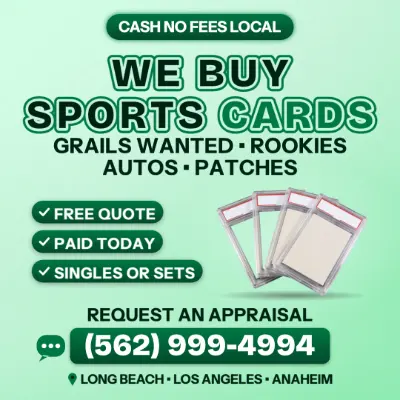 CASH NO FEES LOCAL
WE BUY
SPORTS CARDS
GRAILS WANTED ▪ ROOKIES
AUTOS ▪ PATCHES
✓ FREE QUOTE
✓ PAID TODAY
✓ SINGLES OR SETS
REQUEST AN APPRAISAL
(562) 999-4994
LONG BEACH ▪ LOS ANGELES ▪ ANAHEIM